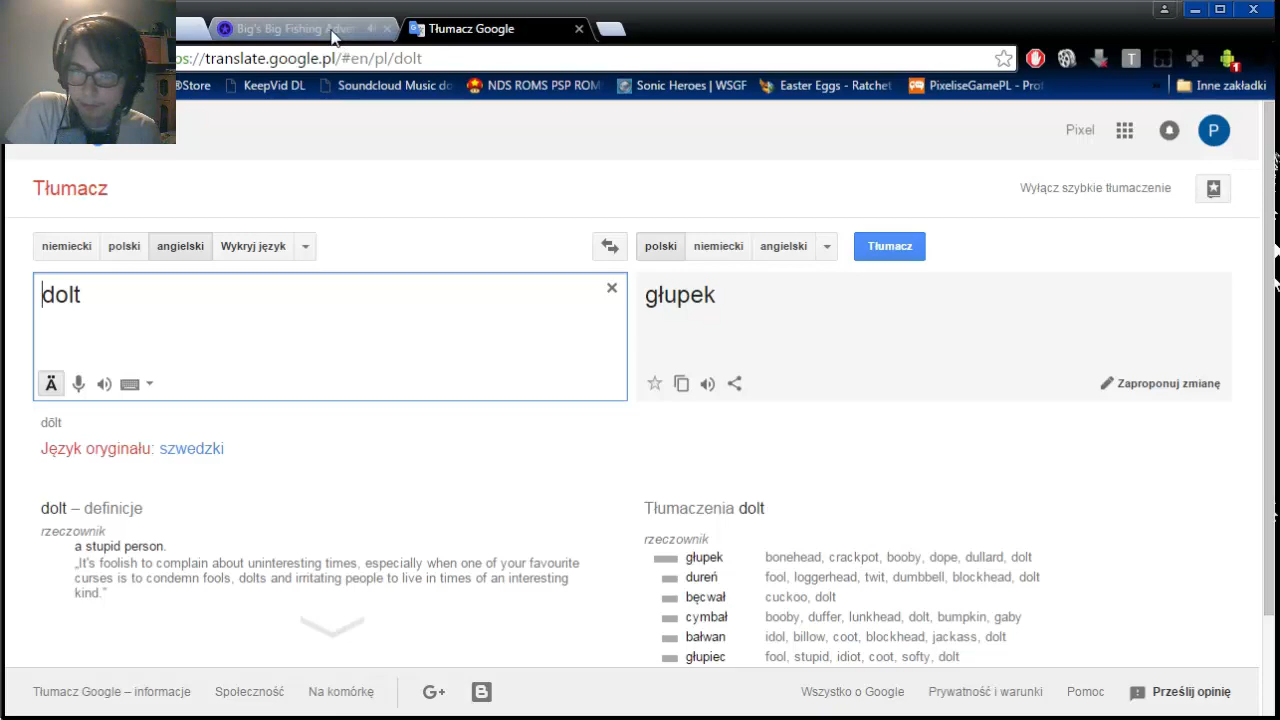 Big's Big Fishing Adve
Tłumacz Google
ps://translate.google.pl/#en/pl/dolt
®Store
KeepVid DL
Soundcloud Music do
NDS ROMS PSP ROM
Sonic Heroes | WSGF
Easter Eggs - Ratchet
PixeliseGamePL - Prof
»
Inne zakładki
Pixel
P
Tłumacz
Wyłącz szybkie tłumaczenie
niemiecki
polski
angielski
Wykryj język
polski
niemiecki
angielski
Tłumacz
dolt
głupek
Ä
Zaproponuj zmianę
dōlt
Język oryginału: szwedzki
dolt – definicje
rzeczownik
a stupid person.
„It's foolish to complain about uninteresting times, especially when one of your favourite
curses is to condemn fools, dolts and irritating people to live in times of an interesting
kind.”
Tłumaczenia dolt
rzeczownik
głupek bonehead, crackpot, booby, dope, dullard, dolt
dureń fool, loggerhead, twit, dumbbell, blockhead, dolt
bęcwał cuckoo, dolt
cymbał booby, duffer, lunkhead, dolt, bumpkin, gaby
bałwan idol, billow, coot, blockhead, jackass, dolt
głupiec fool, stupid, idiot, coot, softy, dolt
Tłumacz Google – informacje
Społeczność
Na komórkę
G+
Wszystko o Google
Prywatność i warunki
Pomoc
Prześlij opinię